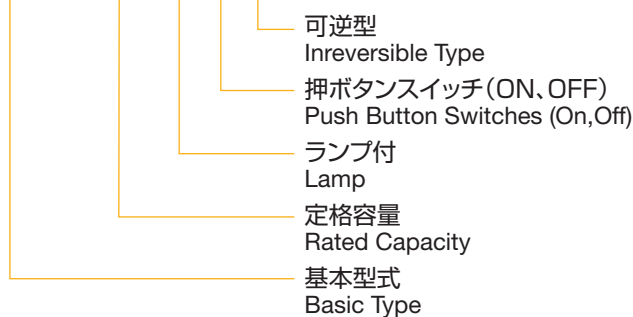 可逆型
Inreversible Type
押ボタンスイッチ（ON、OFF）
Push Button Switches (On,Off)
ランプ付
Lamp
定格容量
Rated Capacity
基本型式
Basic Type